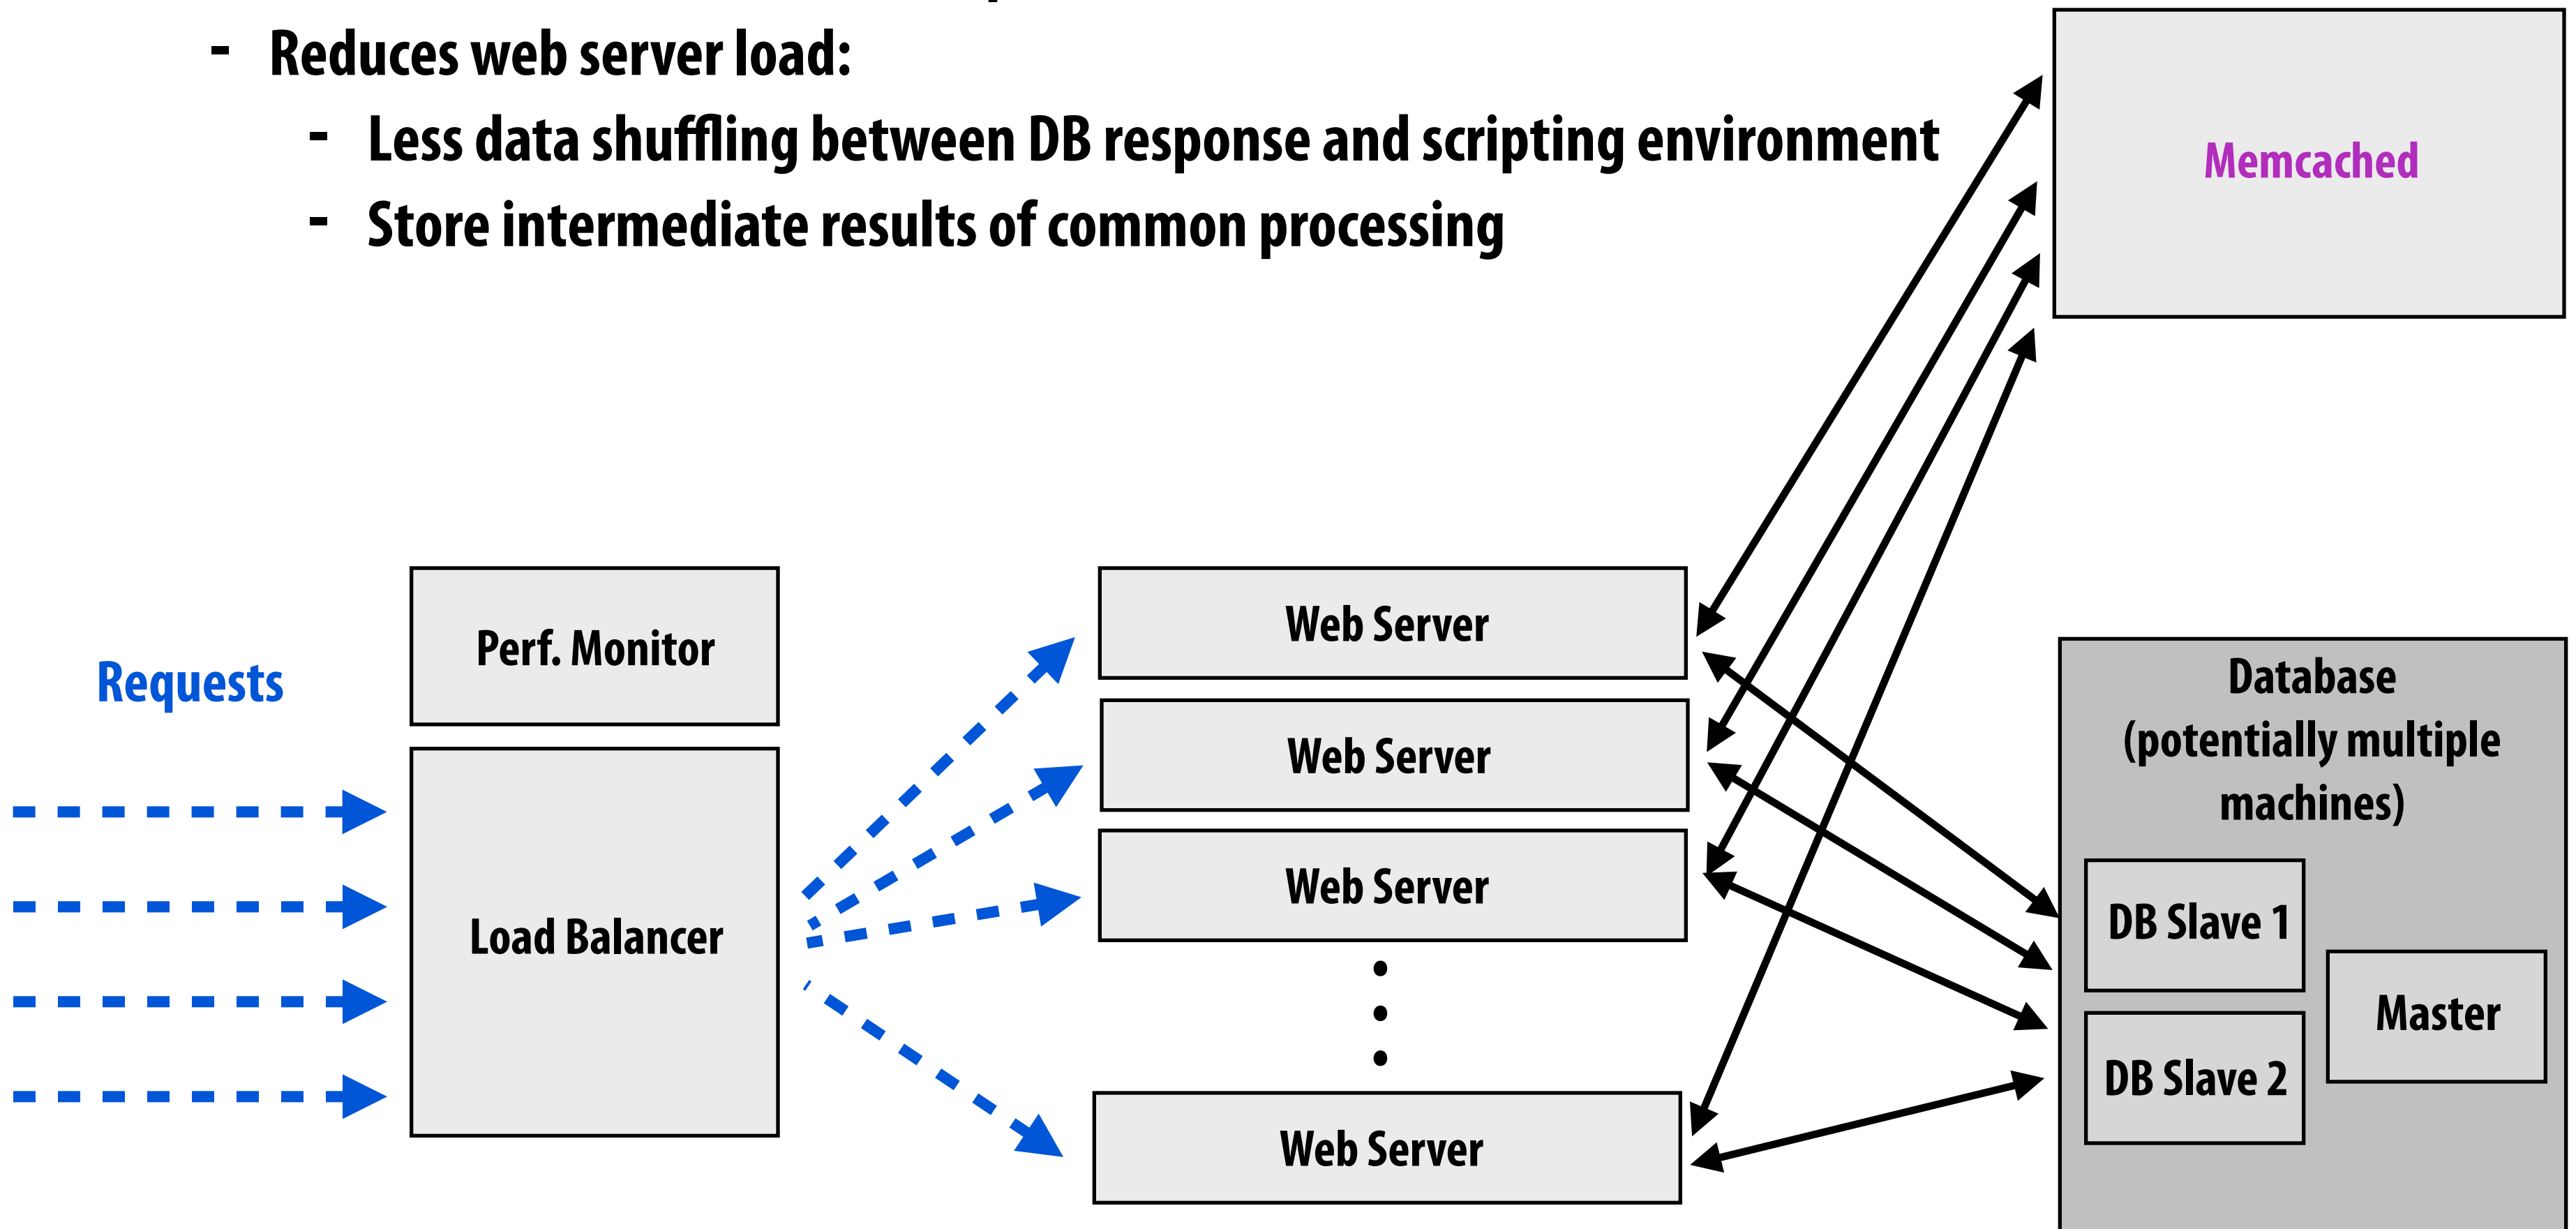 - Reduces web server load:
- Less data shuffling between DB response and scripting environment
- Store intermediate results of common processing
Memcached
Requests
Perf. Monitor
Load Balancer
Web Server
Web Server
Web Server
Web Server
Database
(potentially multiple
machines)
DB Slave 1
DB Slave 2
Master